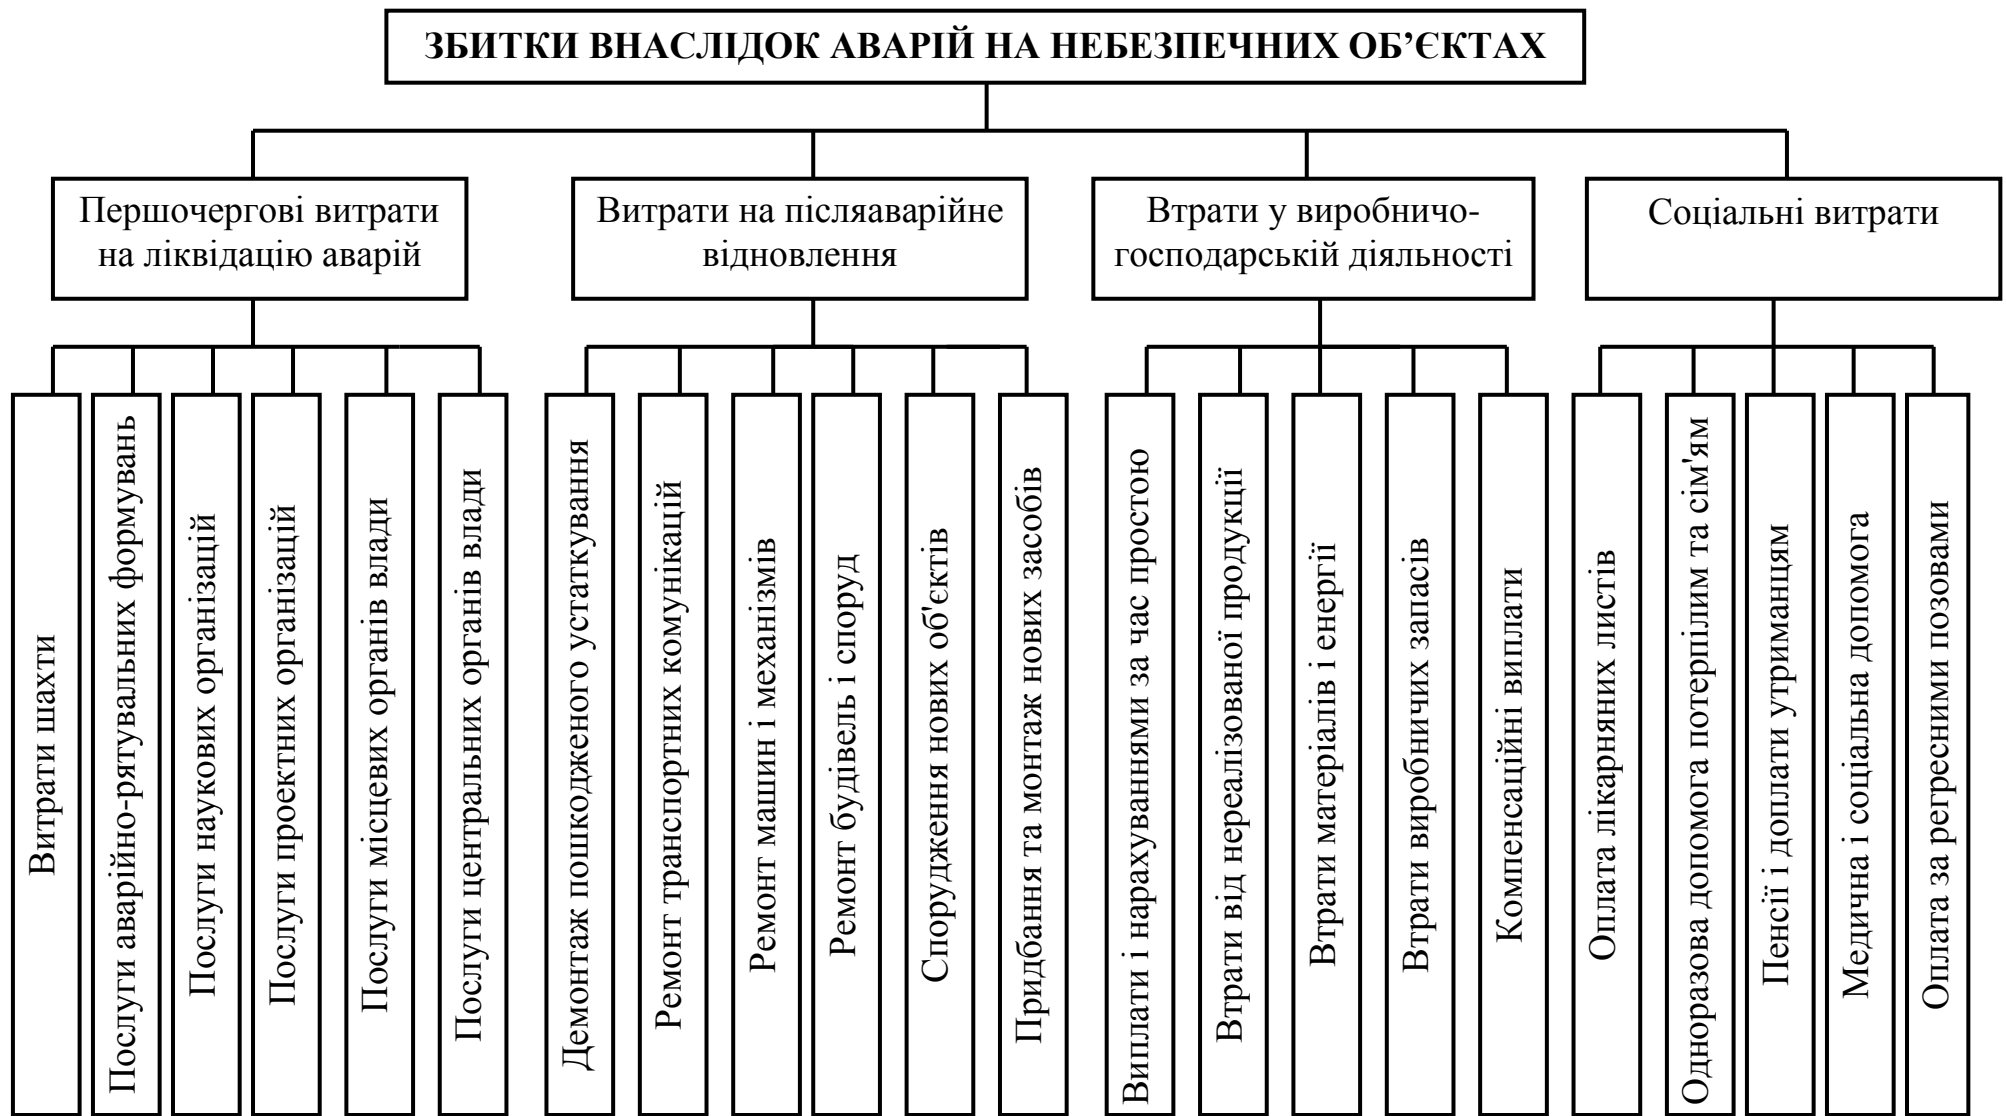 ЗБИТКИ ВНАСЛІДОК АВАРІЙ НА НЕБЕЗПЕЧНИХ ОБ’ЄКТАХ
Першочергові витрати
на ліквідацію аварій
Витрати на післяаварійне
відновлення
Втрати у виробничо-
господарській діяльності
Соціальні витрати
Витрати шахти
Послуги аварійно-рятувальних формувань
Послуги наукових організацій
Послуги проектних організацій
Послуги місцевих органів влади
Послуги центральних органів влади
Демонтаж пошкодженого устаткування
Ремонт транспортних комунікацій
Ремонт машин і механізмів
Ремонт будівель і споруд
Спорудження нових об'єктів
Придбання та монтаж нових засобів
Виплати і нарахуваннями за час простою
Втрати від нереалізованої продукції
Втрати матеріалів і енергії
Втрати виробничих запасів
Компенсаційні виплати
Оплата лікарняних листів
Одноразова допомога потерпілим та сім'ям
Пенсії і доплати утриманцям
Медична і соціальна допомога
Оплата за регресними позовами